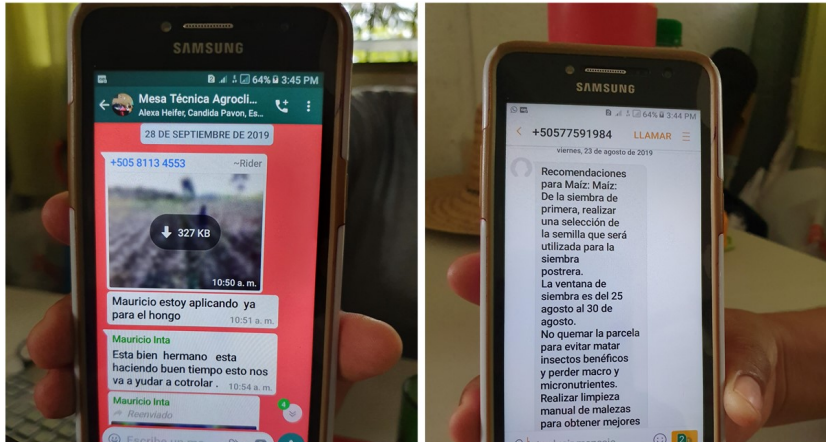 SAMSUNG
64% 3:45 PM
Mesa Técnica Agrocli...
Alexa Heifer, Candida Pavon, Es...
28 DE SEPTIEMBRE DE 2019
+505 8113 4553 ~Rider
327 KB
10:50 a. m.
Mauricio estoy aplicando ya
para el hongo
10:51 a. m.
Mauricio Inta
Esta bien hermano esta
haciendo buen tiempo esto nos
va a yudar a cotrolar .
10:54 a. m.
Mauricio Inta
Reenviado
4
SAMSUNG
64% 3:44 PM
+50577591984 LLAMAR
viernes, 23 de agosto de 2019
Recomendaciones
para Maíz: Maíz:
De la siembra de
primera, realizar
una selección de
la semilla que será
utilizada para la
siembra
postrera.
La ventana de
siembra es del 25
agosto al 30 de
agosto.
No quemar la parcela
para evitar matar
insectos benéficos
y perder macro y
micronutrientes.
Realizar limpieza
manual de malezas
para obtener mejores